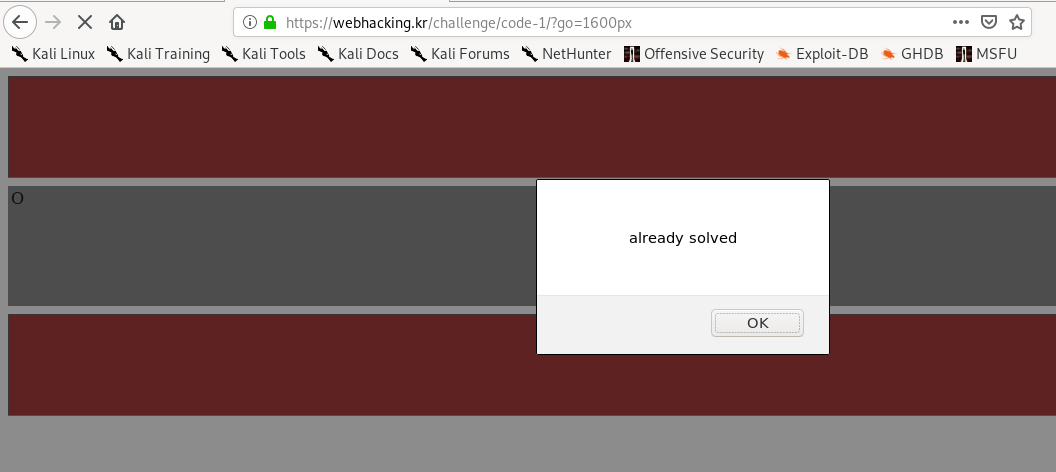 https://webhacking.kr/challenge/code-1/?go=1600px
Kali Linux Kali Training Kali Tools Kali Docs Kali Forums NetHunter Offensive Security Exploit-DB GHDB MSFU
O
already solved
OK